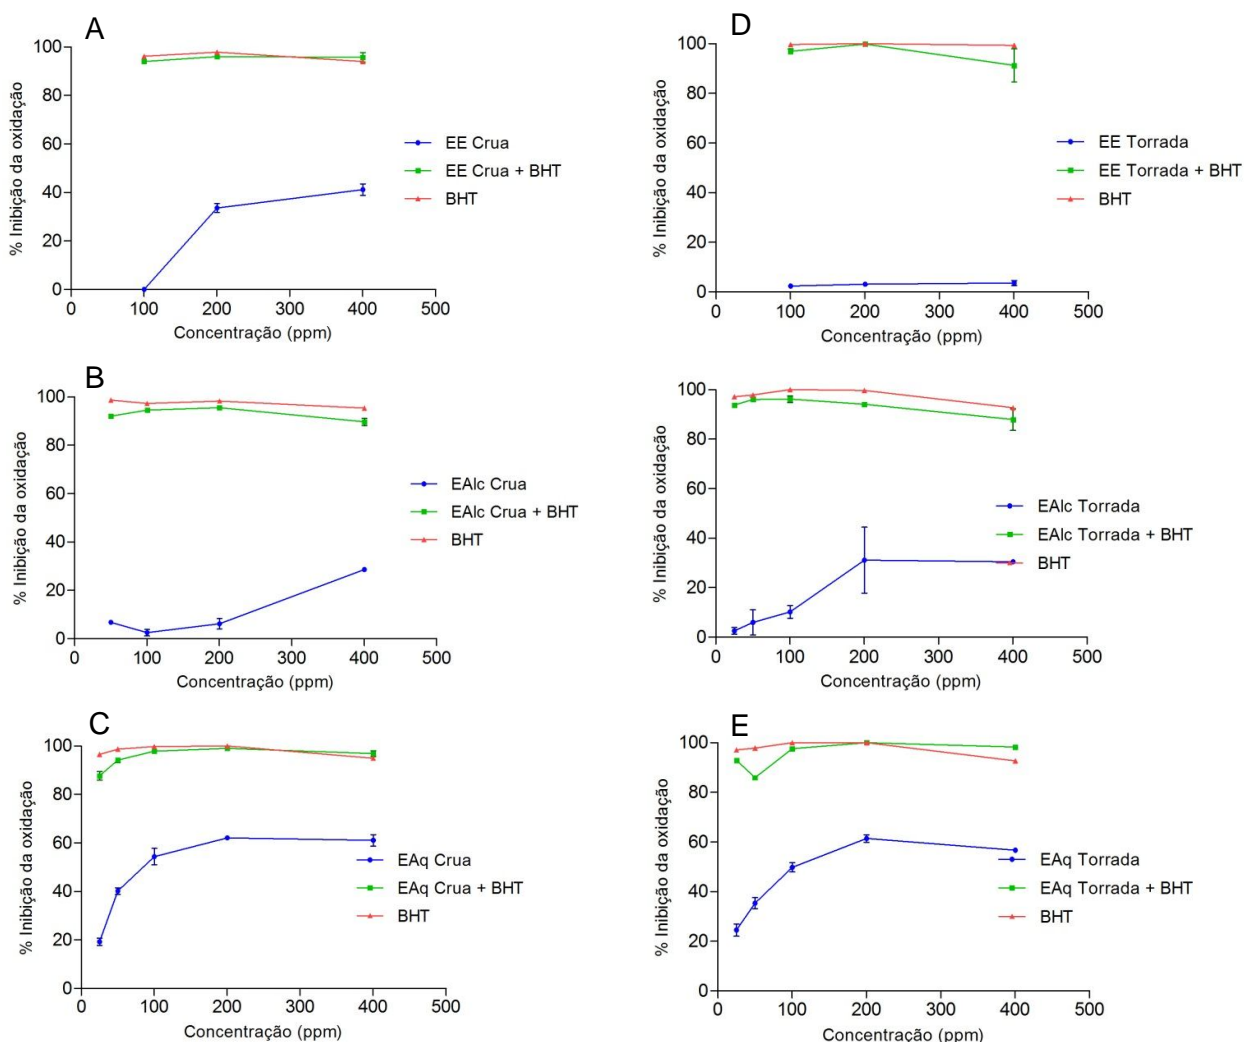 A
% Inibição da oxidação
100
80
60
40
20
0
0 100 200 300 400 500
Concentração (ppm)
EE Crua
EE Crua + BHT
BHT
D
% Inibição da oxidação
100
80
60
40
20
0
0 100 200 300 400 500
Concentração (ppm)
EE Torrada
EE Torrada + BHT
BHT
B
% Inibição da oxidação
100
80
60
40
20
0
0 100 200 300 400 500
Concentração (ppm)
EAlc Crua
EAlc Crua + BHT
BHT
% Inibição da oxidação
100
80
60
40
20
0
0 100 200 300 400 500
Concentração (ppm)
EAlc Torrada
EAlc Torrada + BHT
BHT
C
% Inibição da oxidação
100
80
60
40
20
0
0 100 200 300 400 500
Concentração (ppm)
EAq Crua
EAq Crua + BHT
BHT
E
% Inibição da oxidação
100
80
60
40
20
0
0 100 200 300 400 500
Concentração (ppm)
EAq Torrada
EAq Torrada + BHT
BHT